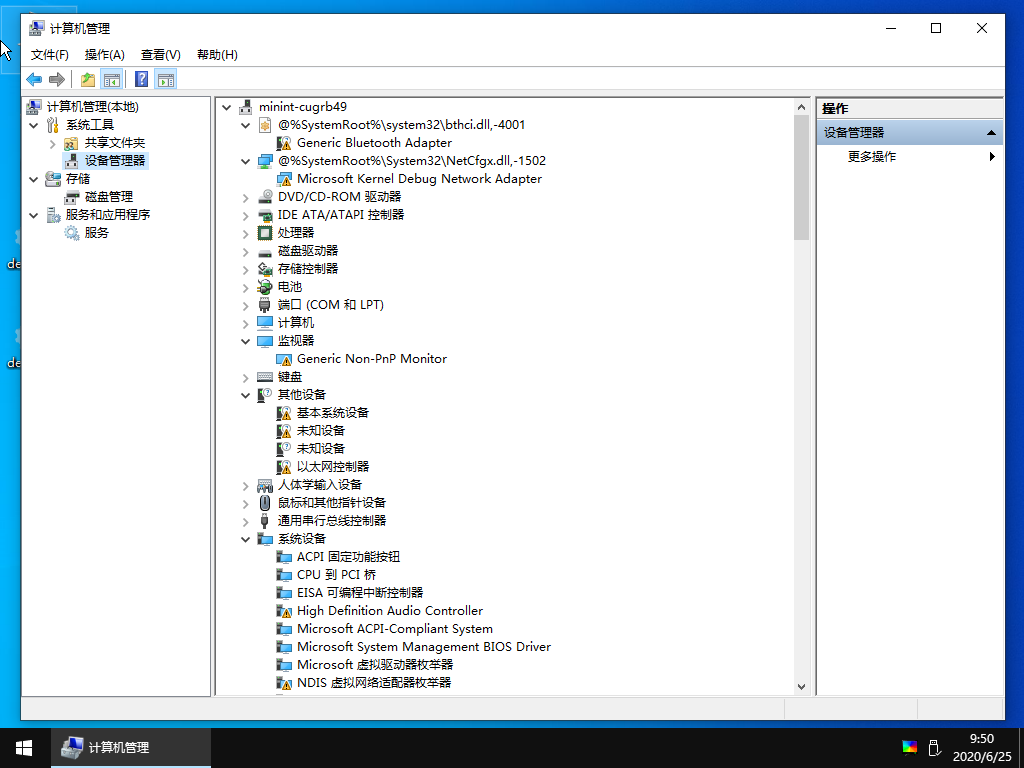 计算机管理
文件(F) 操作(A) 查看(V) 帮助(H)
计算机管理(本地)
系统工具
共享文件夹
设备管理器
存储
磁盘管理
服务和应用程序
服务
minint-cugrb49
@%SystemRoot%\system32\bthci.dll,-4001
Generic Bluetooth Adapter
@%SystemRoot%\System32\NetCfgx.dll,-1502
Microsoft Kernel Debug Network Adapter
DVD/CD-ROM 驱动器
IDE ATA/ATAPI 控制器
处理器
磁盘驱动器
存储控制器
电池
端口 (COM 和 LPT)
计算机
监视器
Generic Non-PnP Monitor
键盘
其他设备
基本系统设备
未知设备
未知设备
以太网控制器
人体学输入设备
鼠标和其他指针设备
通用串行总线控制器
系统设备
ACPI 固定功能按钮
CPU 到 PCI 桥
EISA 可编程中断控制器
High Definition Audio Controller
Microsoft ACPI-Compliant System
Microsoft System Management BIOS Driver
Microsoft 虚拟驱动器枚举器
NDIS 虚拟网络适配器枚举器
操作
设备管理器
更多操作
de
de
计算机管理
9:50
2020/6/25